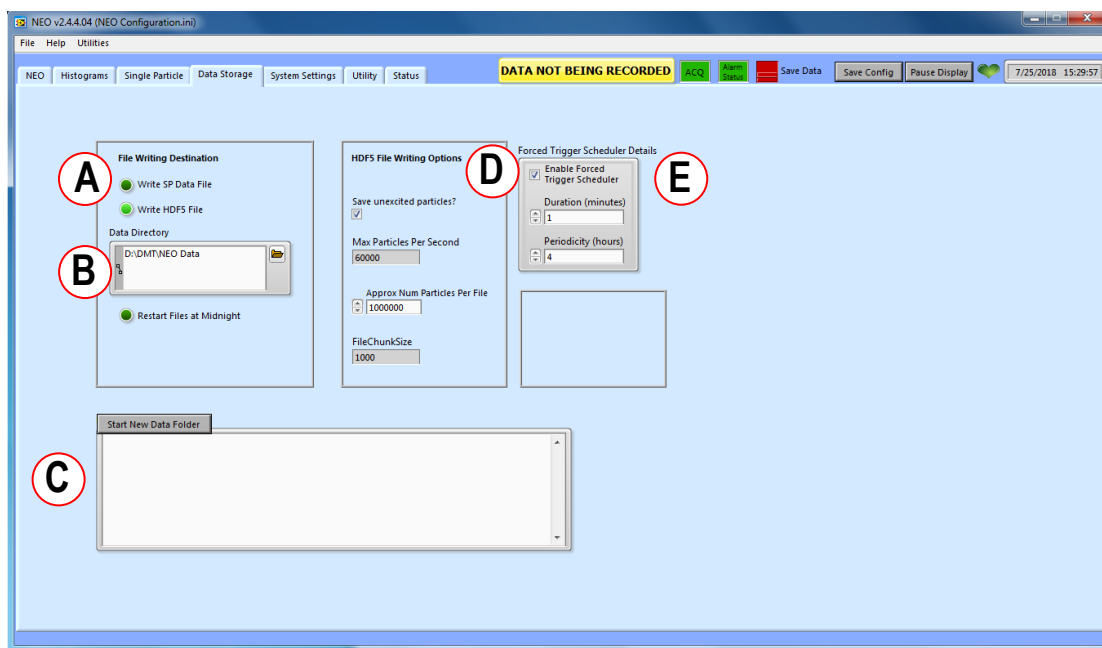 NEO v2.4.4.04 (NEO Configuration.ini)
File Help Utilities
NEO Histograms Single Particle Data Storage System Settings Utility Status DATA NOT BEING RECORDED ACQ Alarm Status Save Data Save Config Pause Display 7/25/2018 15:29:57
A
File Writing Destination
Write SP Data File
Write HDF5 File
Data Directory
B
D:\DMT\NEO Data
Restart Files at Midnight
HDF5 File Writing Options
Save unexcited particles?
Max Particles Per Second
60000
Approx Num Particles Per File
1000000
FileChunkSize
1000
D
Forced Trigger Scheduler Details
Enable Forced
Trigger Scheduler
Duration (minutes)
1
Periodicity (hours)
4
E
Start New Data Folder
C